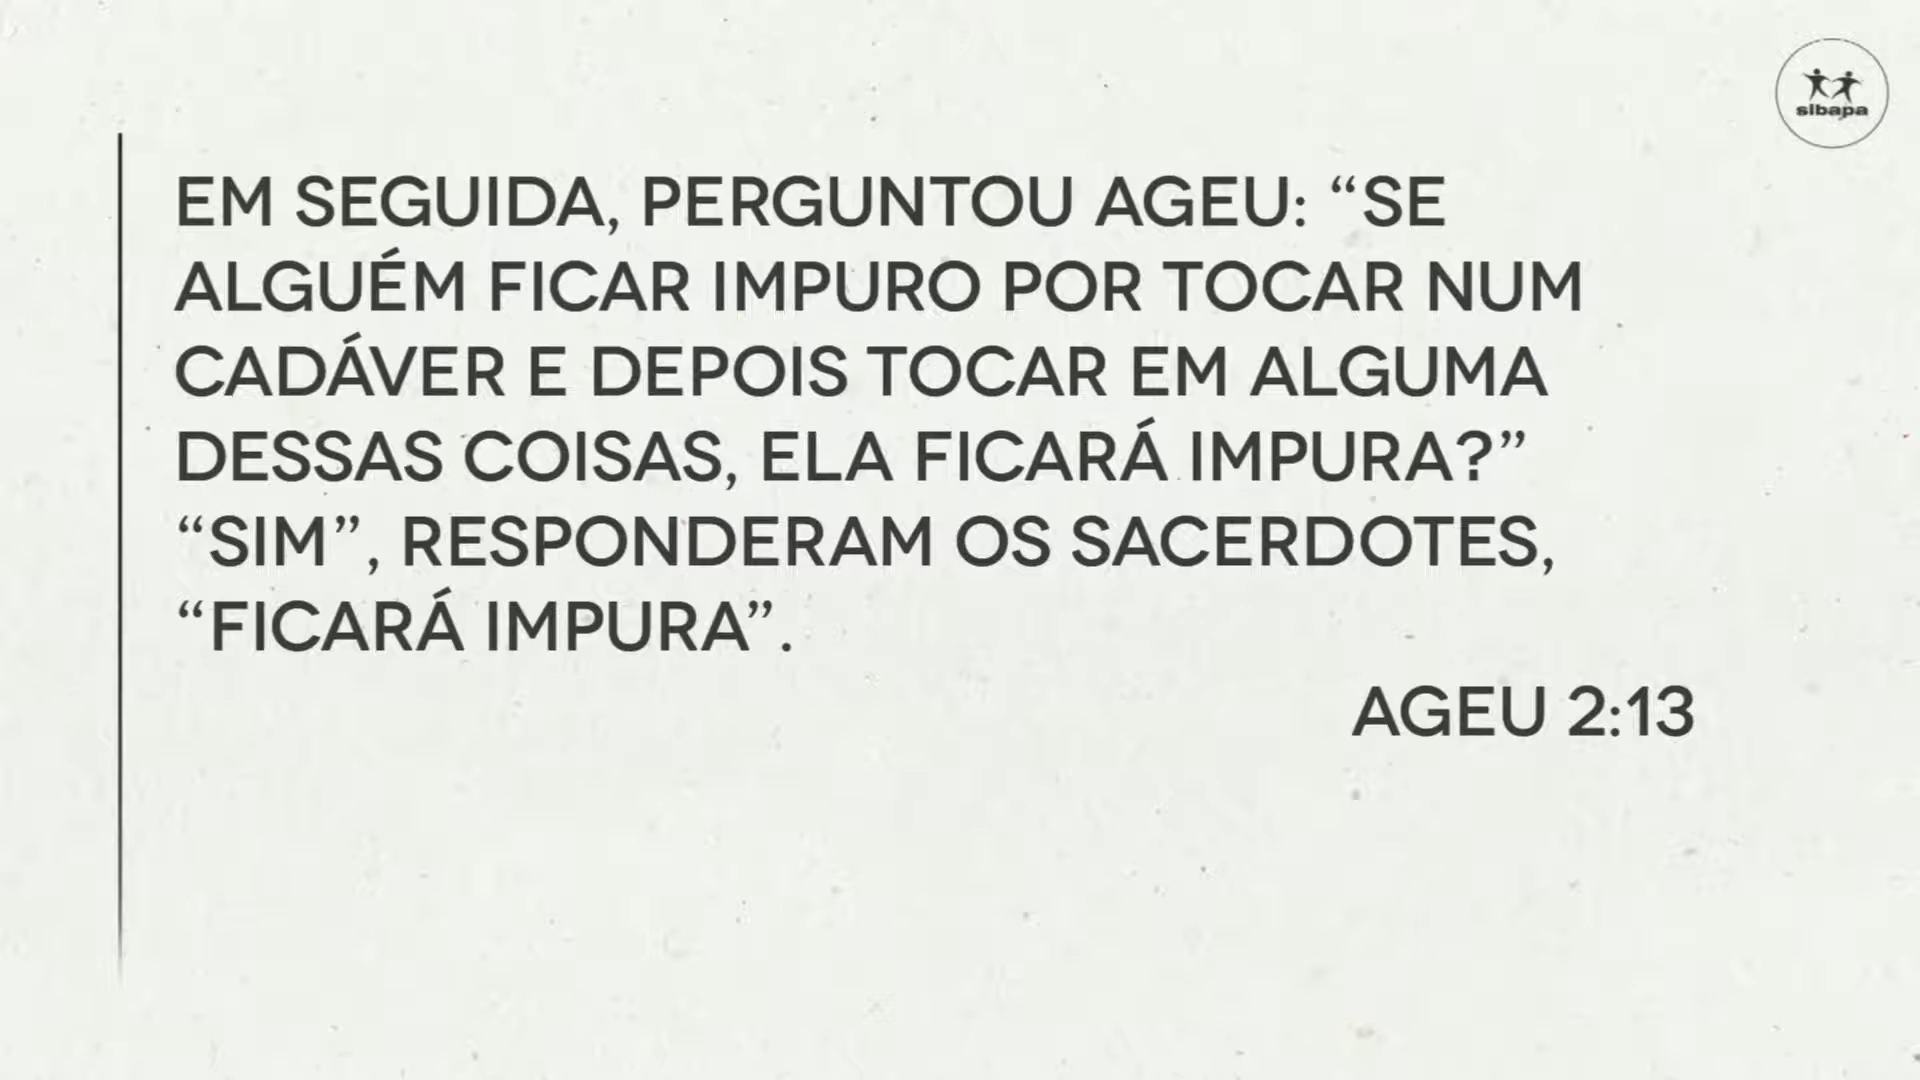 sibapa
EM SEGUIDA, PERGUNTOU AGEU: “SE
ALGUÉM FICAR IMPURO POR TOCAR NUM
CADÁVER E DEPOIS TOCAR EM ALGUMA
DESSAS COISAS, ELA FICARÁ IMPURA?”
“SIM”, RESPONDERAM OS SACERDOTES,
“FICARÁ IMPURA”.
AGEU 2:13